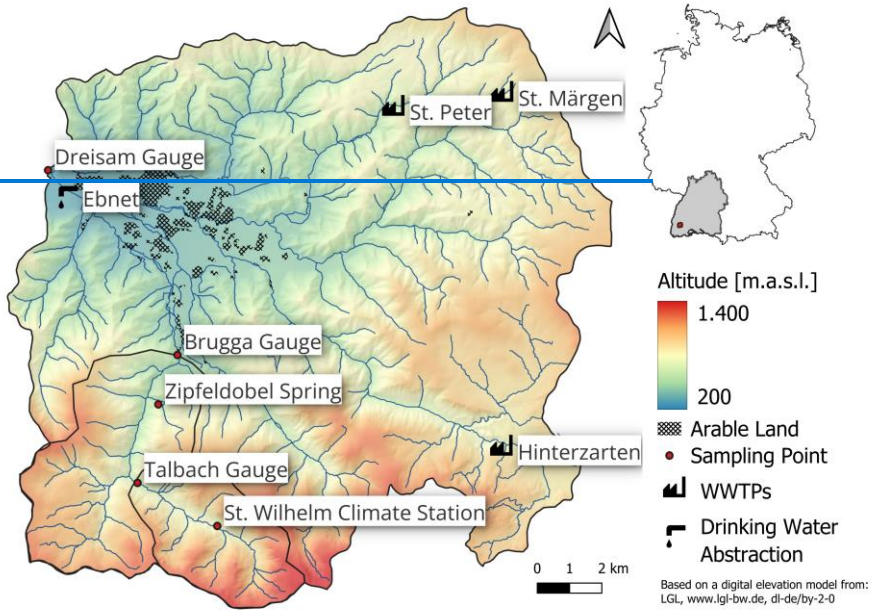 St. Märgen
St. Peter
Dreisam Gauge
Ebnet
Brugga Gauge
Zipfeldobel Spring
Hinterzarten
Talbach Gauge
St. Wilhelm Climate Station
0 1 2 km
Altitude [m.a.s.l.]
1.400
200
Arable Land
Sampling Point
WWTPs
Drinking Water
Abstraction
Based on a digital elevation model from:
LGL, www.lgl-bw.de, dl-de/by-2-0